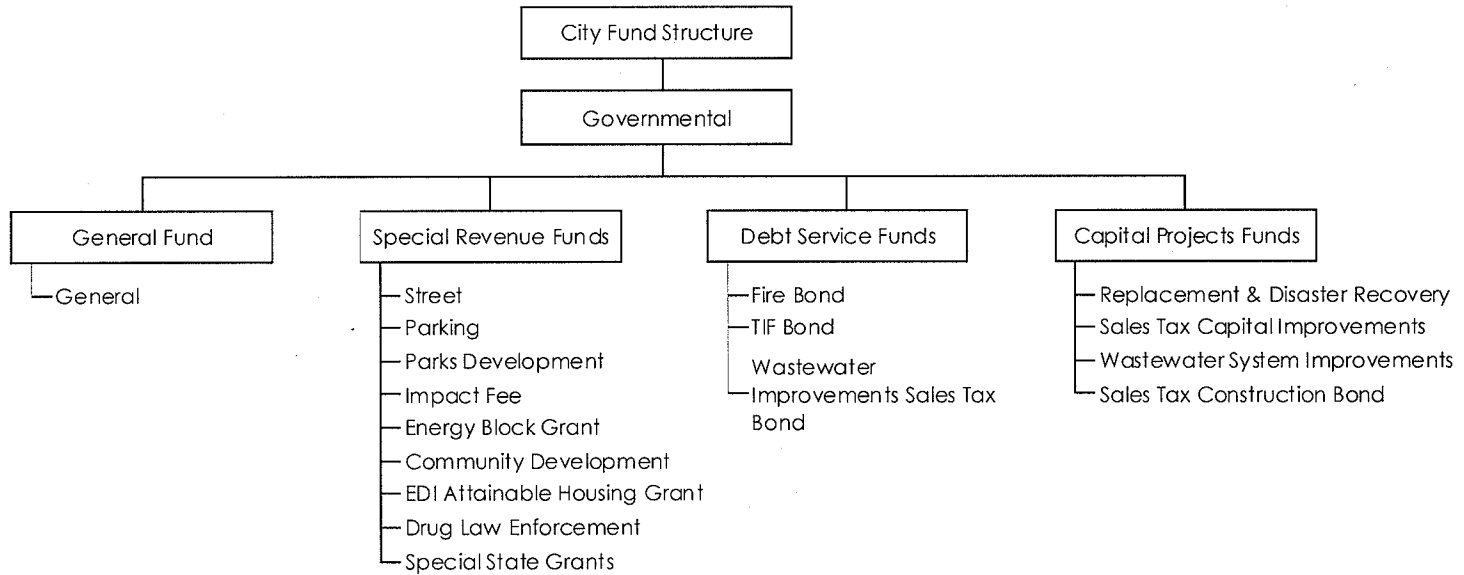 City Fund Structure
Governmental
General Fund
General
Special Revenue Funds
Street
Parking
Parks Development
Impact Fee
Energy Block Grant
Community Development
EDI Attainable Housing Grant
Drug Law Enforcement
Special State Grants
Debt Service Funds
Fire Bond
TIF Bond
Wastewater
Improvements Sales Tax
Bond
Capital Projects Funds
Replacement & Disaster Recovery
Sales Tax Capital Improvements
Wastewater System Improvements
Sales Tax Construction Bond